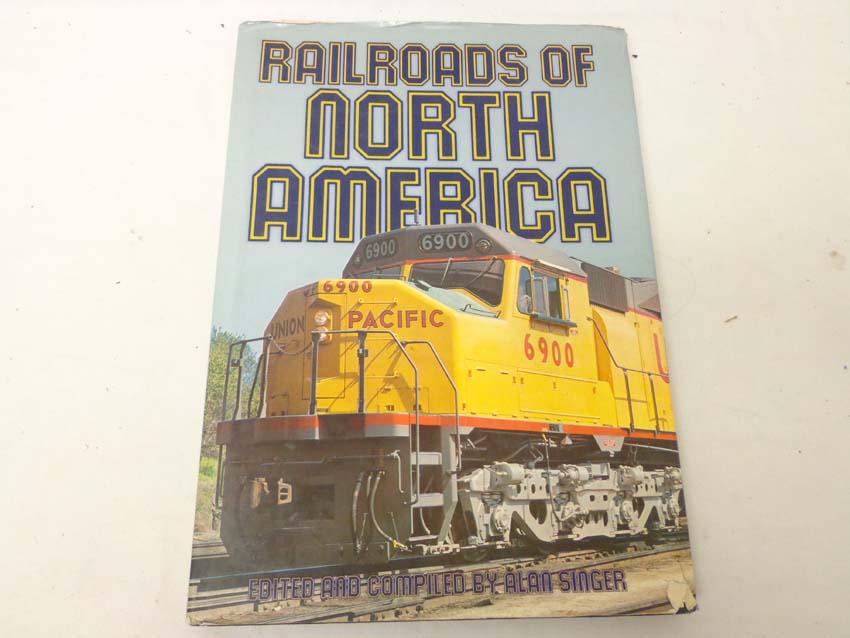 RAILROADS OF
NORTH
AMERICA
6900 6900
6900
UNION PACIFIC
6900
U
EDITED AND COMPILED BY ALAN SINGER